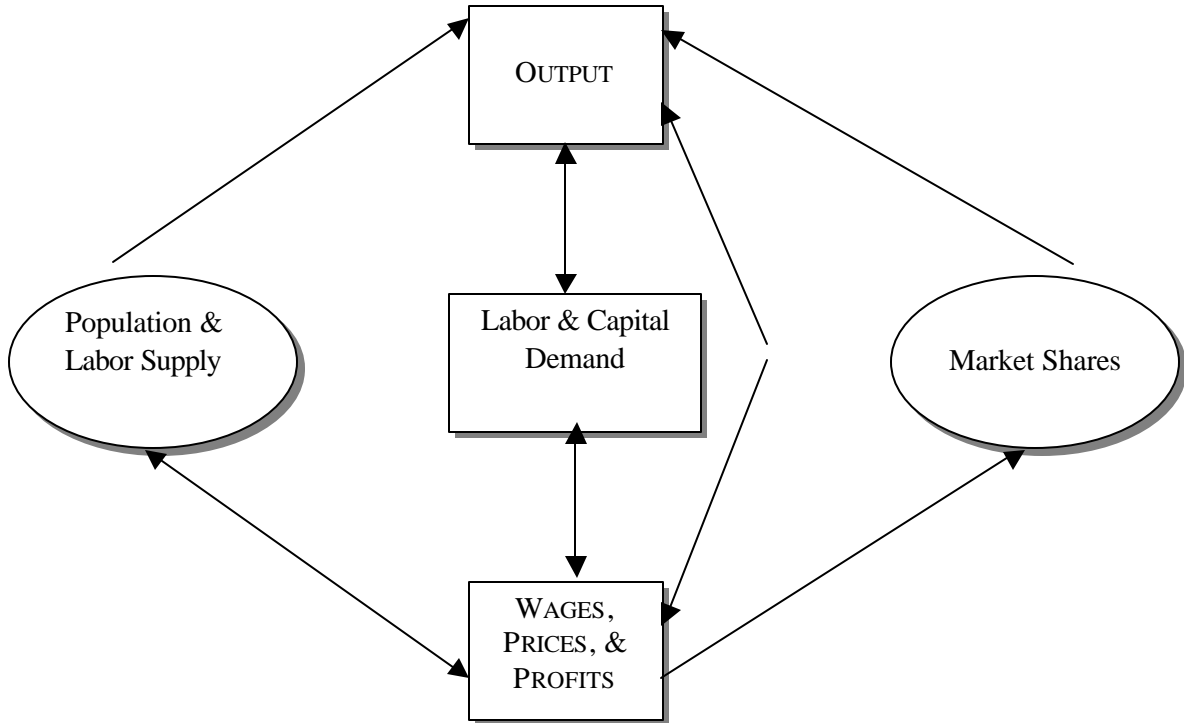 OUTPUT
Population &
Labor Supply
Labor & Capital
Demand
Market Shares
WAGES,
PRICES, &
PROFITS